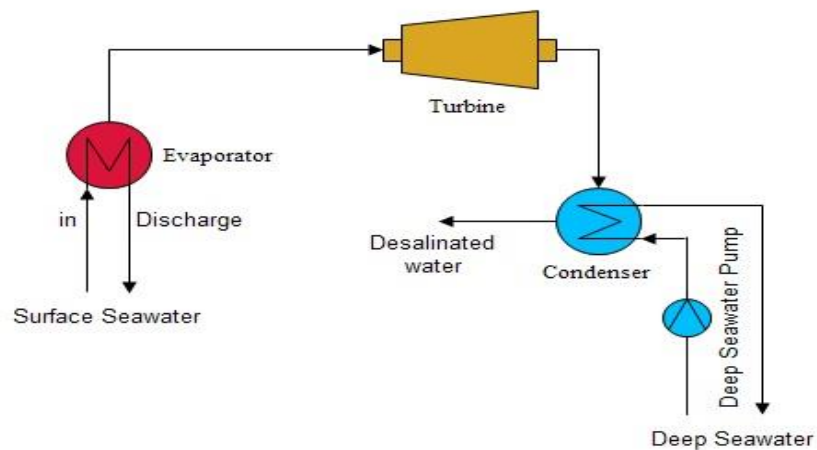 Turbine
Evaporator
in
Discharge
Surface Seawater
Desalinated
water
Condenser
Deep Seawater Pump
Deep Seawater